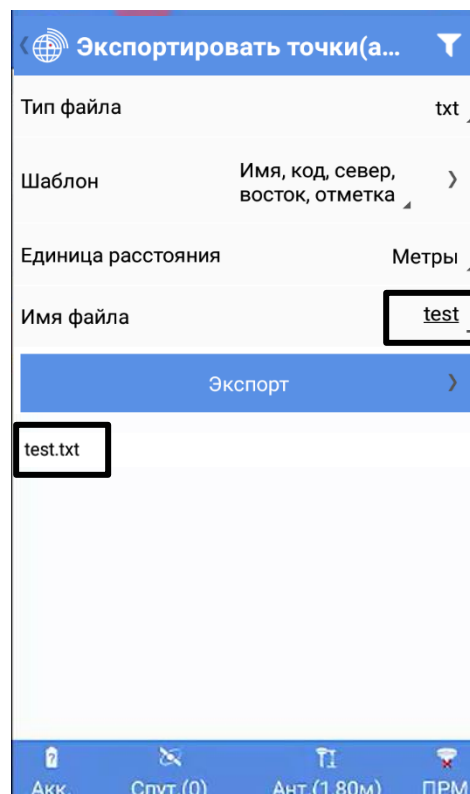 Экспортировать точки(а...
Тип файла
txt
Шаблон
Имя, код, север,
восток, отметка
Единица расстояния
Метры
Имя файла
test
Экспорт
test.txt
Акк.
Спут.(0)
Ант.(1.80м)
ПРМ